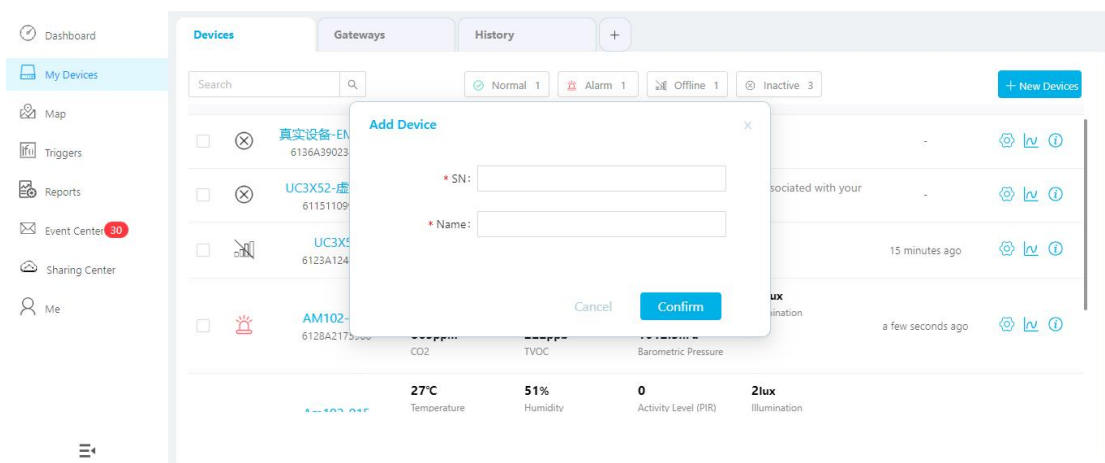 Dashboard
My Devices
Map
Triggers
Reports
Event Center 30
Sharing Center
Me
Devices
Gateways
History
+
Search
Normal 1
Alarm 1
Offline 1
Inactive 3
+ New Devices
Add Device
x
* SN:
* Name:
Cancel
Confirm
真实设备-EM
6136A39023
-
UC3X52-虚
6115110
sociated with your
-
UC3X5
6123A124
15 minutes ago
AM102-
6128A2175
lux
ination
a few seconds ago
CO2
TVOC
Barometric Pressure
27℃
51%
0
2lux
Temperature
Humidity
Activity Level (PIR)
Illumination